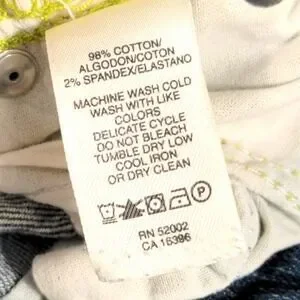 98% COTTON/
ALGODON/COTON
2% SPANDEX/ELASTANO
MACHINE WASH COLD
WASH WITH LIKE
COLORS
DELICATE CYCLE
DO NOT BLEACH
TUMBLE DRY LOW
COOL IRON
OR DRY CLEAN
P
RN 52002
CA 16396